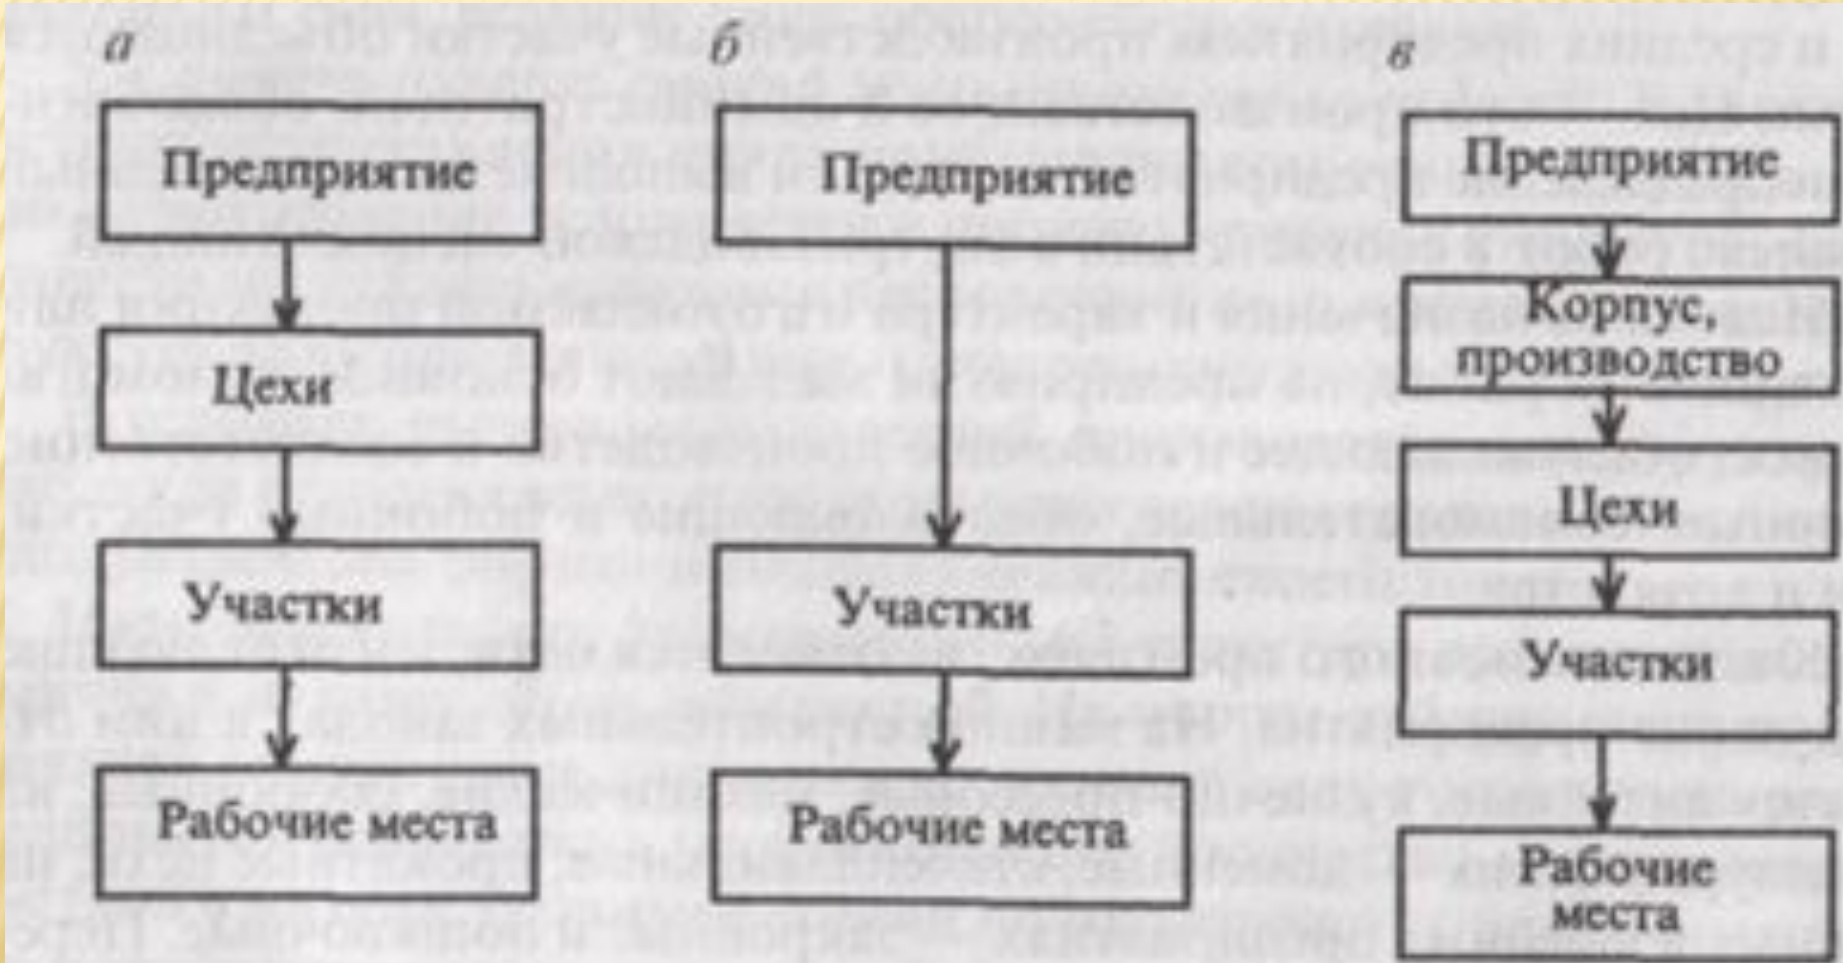 а
Предприятие
Цехи
Участки
Рабочие места
б
Предприятие
Участки
Рабочие места
в
Предприятие
Корпус,
производство
Цехи
Участки
Рабочие
места